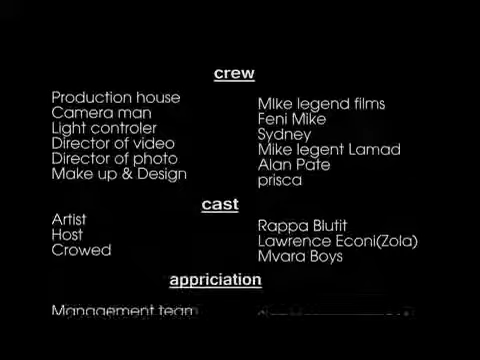 crew
Production house MIke legend films
Camera man Feni Mike
Light controler Sydney
Director of video Mike legent Lamad
Director of photo Alan Pate
Make up & Design prisca
cast
Artist Rappa Blutit
Host Lawrence Econi(Zola)
Crowed Mvara Boys
appriciation
Management team